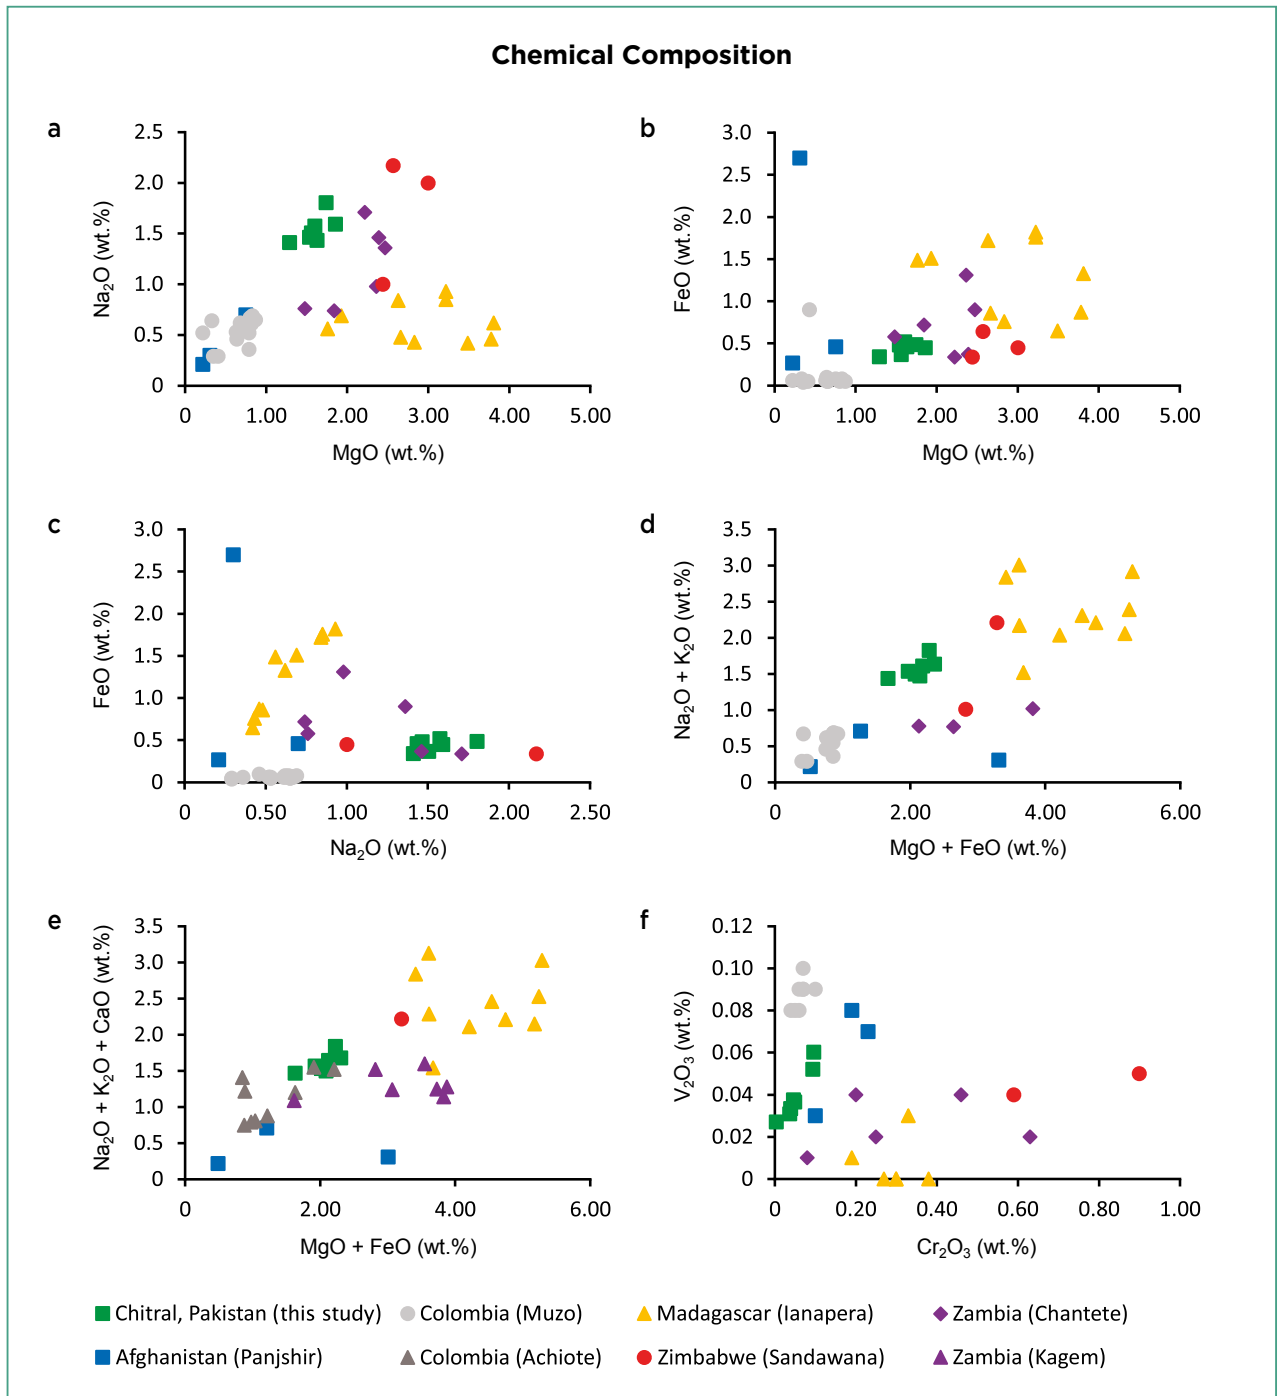 Chemical Composition
a
2.5
2.0
1.5
1.0
0.5
0
Na₂O (wt.%)
0 1.00 2.00 3.00 4.00 5.00
MgO (wt.%)
b
3.0
2.5
2.0
1.5
1.0
0.5
0
FeO (wt.%)
0 1.00 2.00 3.00 4.00 5.00
MgO (wt.%)
c
3.0
2.5
2.0
1.5
1.0
0.5
0
FeO (wt.%)
0 0.50 1.00 1.50 2.00 2.50
Na₂O (wt.%)
d
3.5
3.0
2.5
2.0
1.5
1.0
0.5
0
Na₂O + K₂O (wt.%)
0 2.00 4.00 6.00
MgO + FeO (wt.%)
e
3.5
3.0
2.5
2.0
1.5
1.0
0.5
0
Na₂O + K₂O + CaO (wt.%)
0 2.00 4.00 6.00
MgO + FeO (wt.%)
f
0.12
0.10
0.08
0.06
0.04
0.02
0
V₂O₃ (wt.%)
0 0.20 0.40 0.60 0.80 1.00
Cr₂O₃ (wt.%)
Chitral, Pakistan (this study) Colombia (Muzo) Madagascar (Ianapera) Zambia (Chantete)
Afghanistan (Panjshir) Colombia (Achiote) Zimbabwe (Sandawana) Zambia (Kagem)